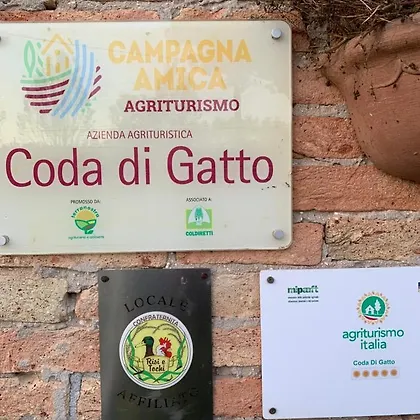 CAMPAGNA
AMICA
AGRITURISMO
AZIENDA AGRITURISTICA
Coda di Gatto
PROMOSSO DA:
ASSOCIATO A:
terranostra
COLDIRETTI
LOCALE
CONFRATERNITA
Risi e
Tochi
AFFILIATO
mipaaft
agriturismo
italia
Coda Di Gatto